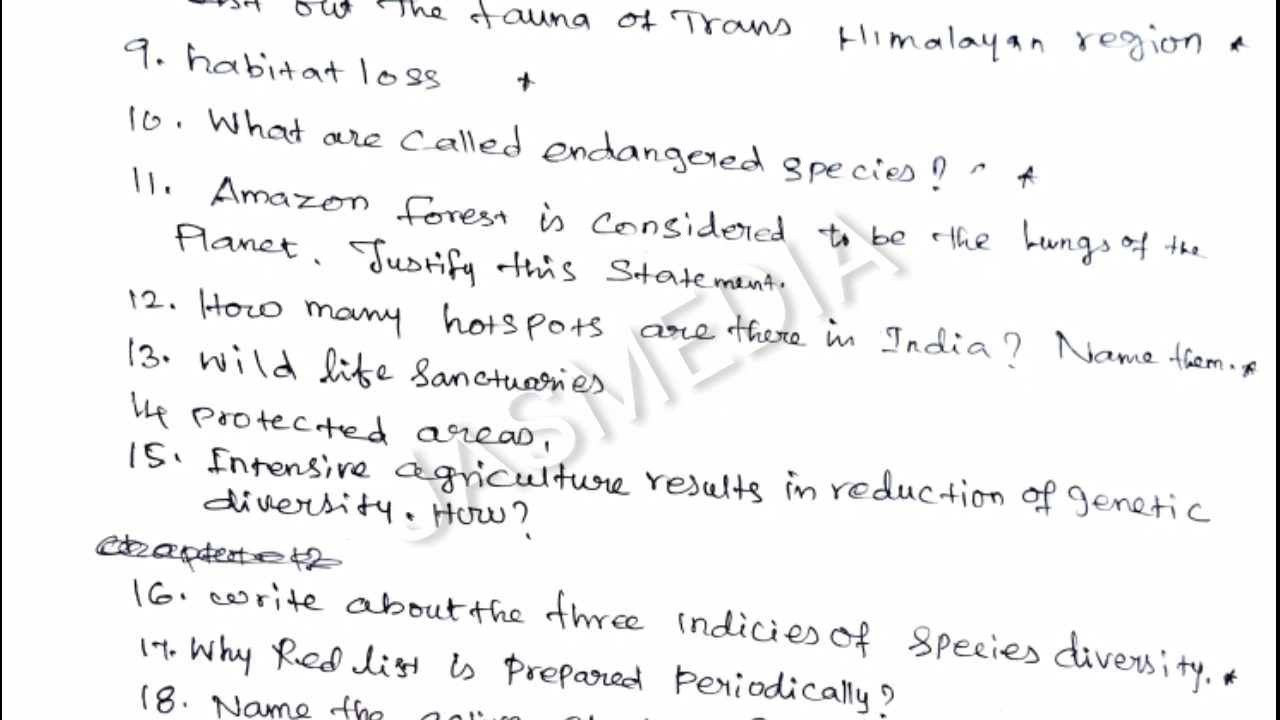 out the fauna of Trans Himalayan region *
9. habitat loss *
10. What are called endangered species? *
11. Amazon forest is considered to be the Lungs of the
Planet. Justify this Statement.
12. How many hotspots are there in India? Name them. *
13. wild life Sanctuaries
14 protected areas,
15. Intensive agriculture results in reduction of genetic
diversity. How?
16. write about the three indicies of species diversity. *
17. Why Red list is prepared periodically?
18. Name the
JASMEDIA